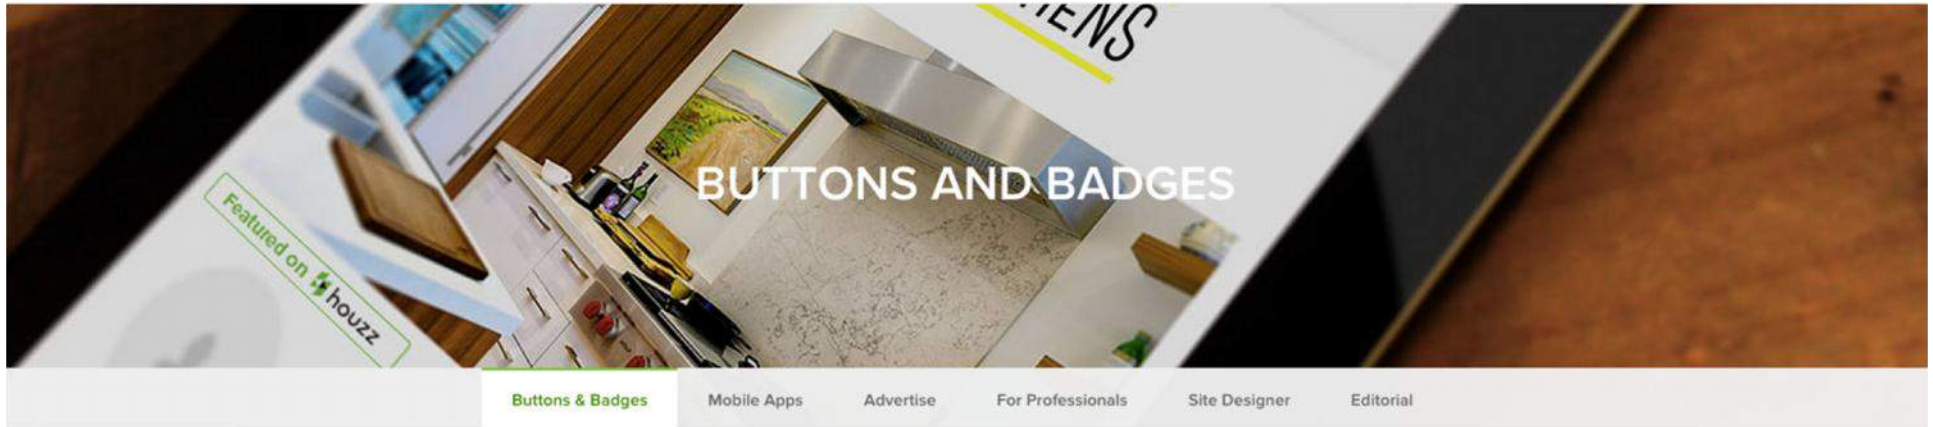 BUTTONS AND BADGES
Featured on houzz
Buttons & Badges
Mobile Apps
Advertise
For Professionals
Site Designer
Editorial